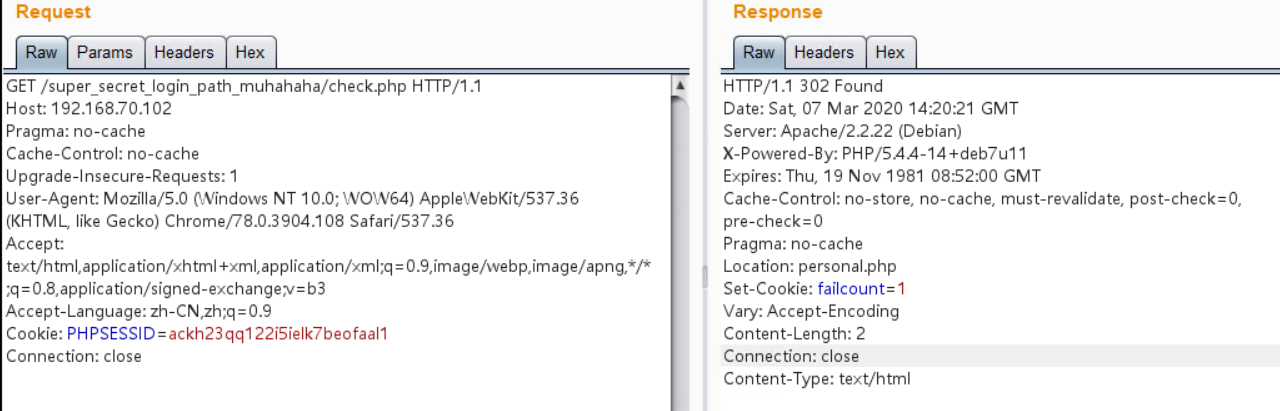 Request
Raw Params Headers Hex
GET /super_secret_login_path_muhahaha/check.php HTTP/1.1
Host: 192.168.70.102
Pragma: no-cache
Cache-Control: no-cache
Upgrade-Insecure-Requests: 1
User-Agent: Mozilla/5.0 (Windows NT 10.0; WOW64) AppleWebKit/537.36
(KHTML, like Gecko) Chrome/78.0.3904.108 Safari/537.36
Accept:
text/html,application/xhtml+xml,application/xml;q=0.9,image/webp,image/apng,*/*
;q=0.8,application/signed-exchange;v=b3
Accept-Language: zh-CN,zh;q=0.9
Cookie: PHPSESSID=ackh23qq122i5ielk7beofaal1
Connection: close
Response
Raw Headers Hex
HTTP/1.1 302 Found
Date: Sat, 07 Mar 2020 14:20:21 GMT
Server: Apache/2.2.22 (Debian)
X-Powered-By: PHP/5.4.4-14+deb7u11
Expires: Thu, 19 Nov 1981 08:52:00 GMT
Cache-Control: no-store, no-cache, must-revalidate, post-check=0,
pre-check=0
Pragma: no-cache
Location: personal.php
Set-Cookie: failcount=1
Vary: Accept-Encoding
Content-Length: 2
Connection: close
Content-Type: text/html